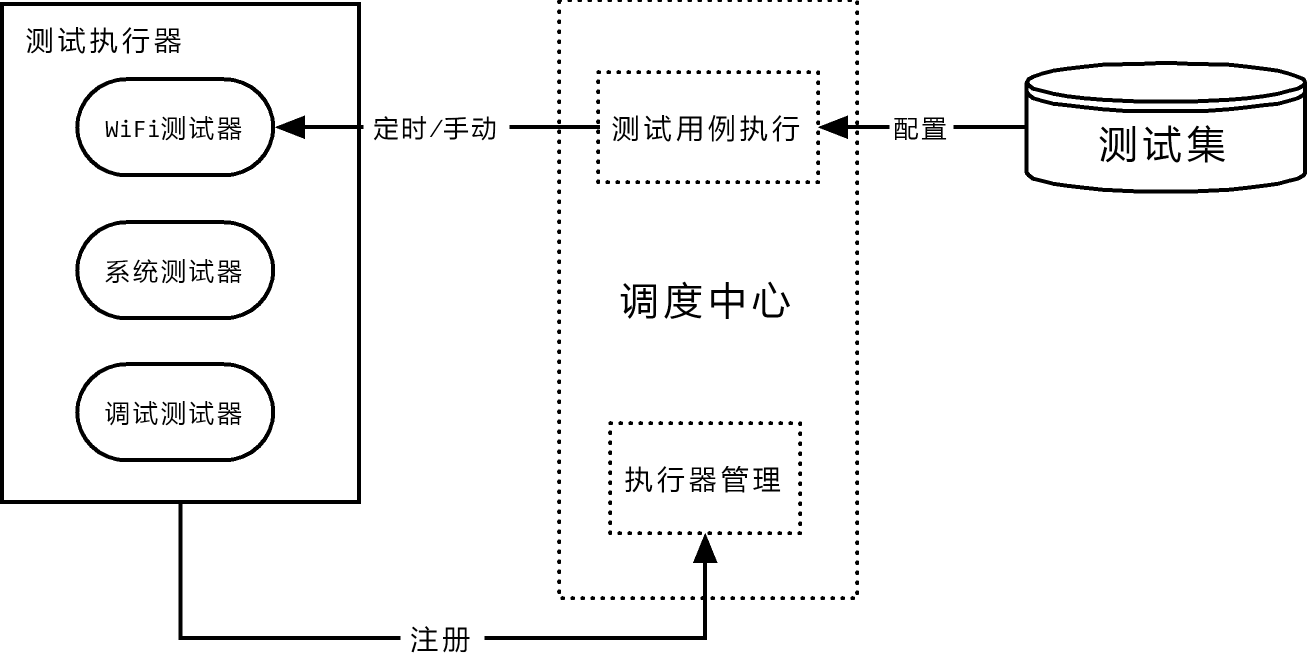 测试执行器
WiFi测试器
定时/手动
测试用例执行
配置
测试集
系统测试器
调度中心
调试测试器
执行器管理
注册